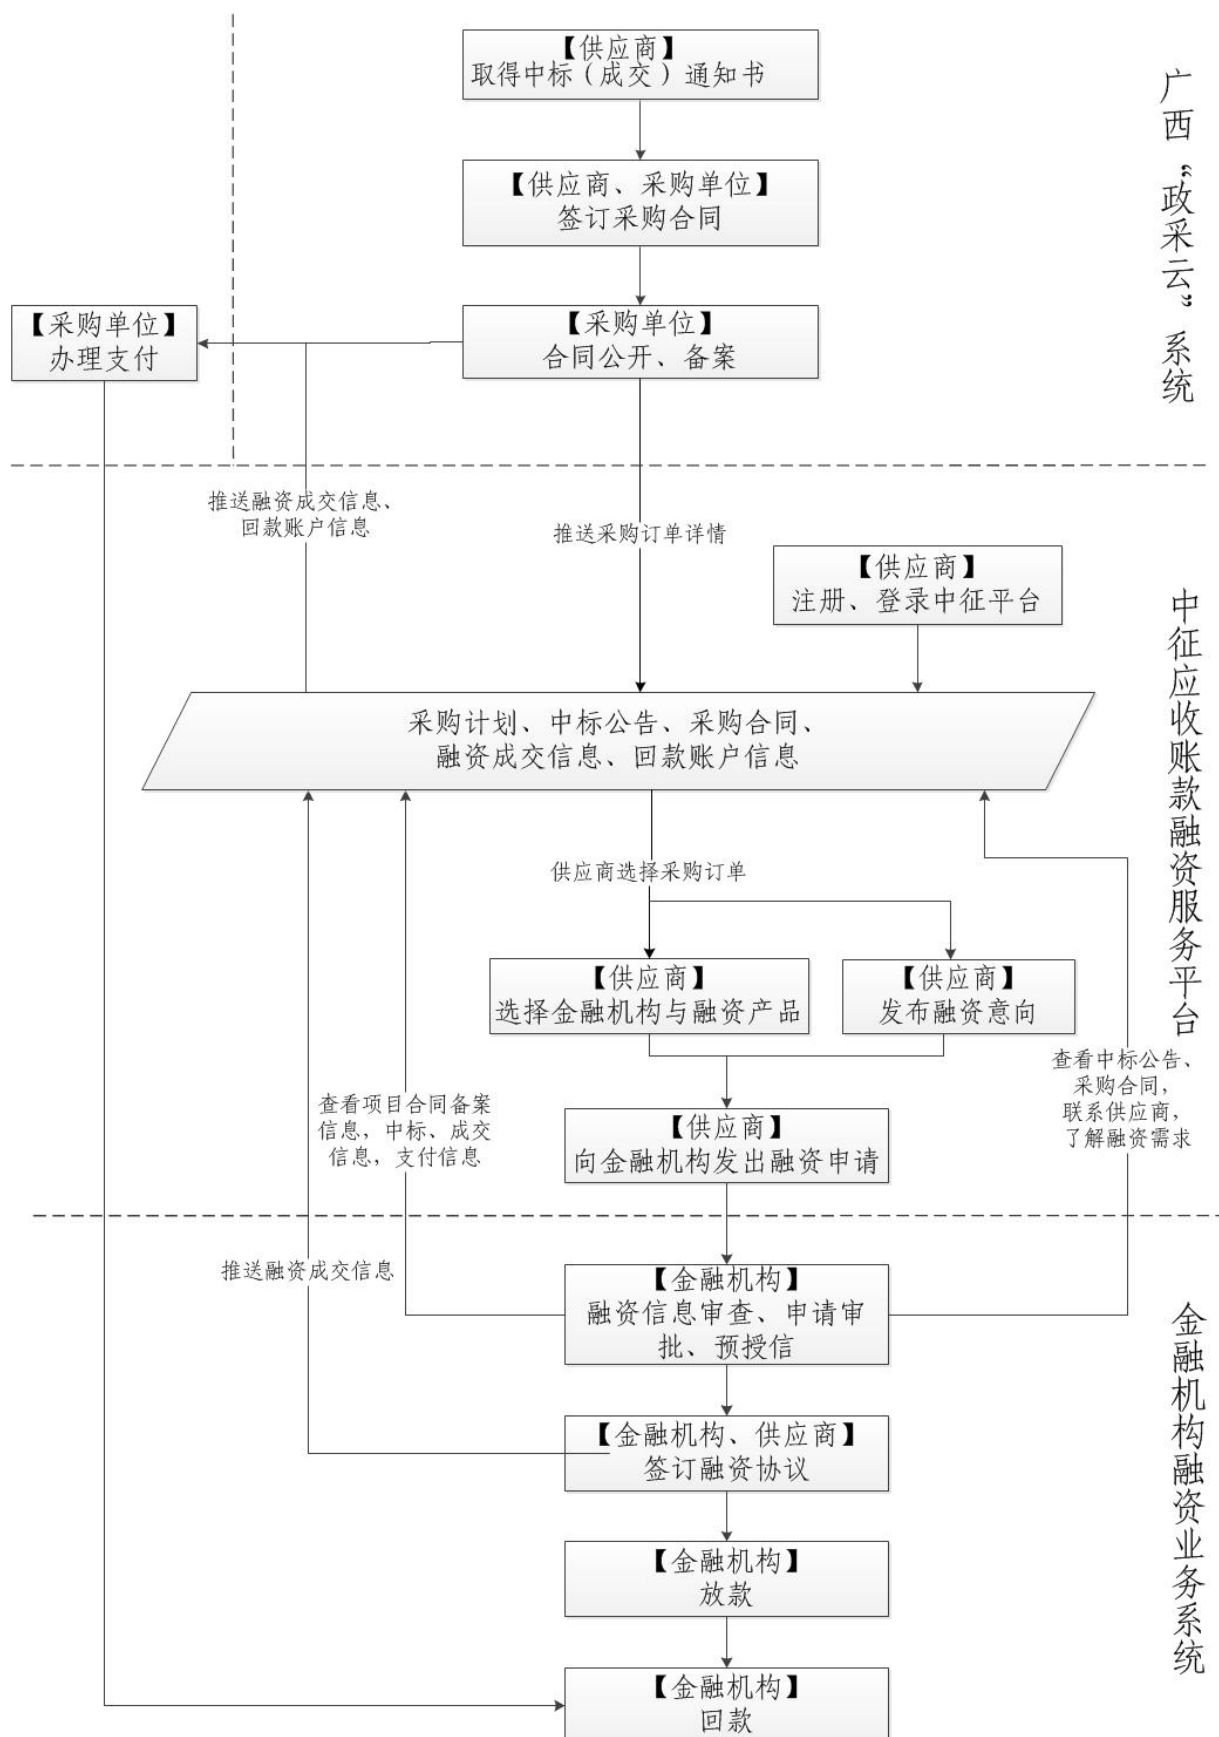 【供应商】
取得中标（成交）通知书
广西“政采云”系统
【供应商、采购单位】
签订采购合同
【采购单位】
办理支付
【采购单位】
合同公开、备案
推送融资成交信息、
回款账户信息
推送采购订单详情
【供应商】
注册、登录中征平台
中征应收账款融资服务平台
采购计划、中标公告、采购合同、
融资成交信息、回款账户信息
供应商选择采购订单
【供应商】
选择金融机构与融资产品
【供应商】
发布融资意向
查看中标公告、
采购合同，
联系供应商，
了解融资需求
查看项目合同备案
信息，中标、成交
信息，支付信息
【供应商】
向金融机构发出融资申请
推送融资成交信息
【金融机构】
融资信息审查、申请审
批、预授信
金融机构融资业务系统
【金融机构、供应商】
签订融资协议
【金融机构】
放款
【金融机构】
回款